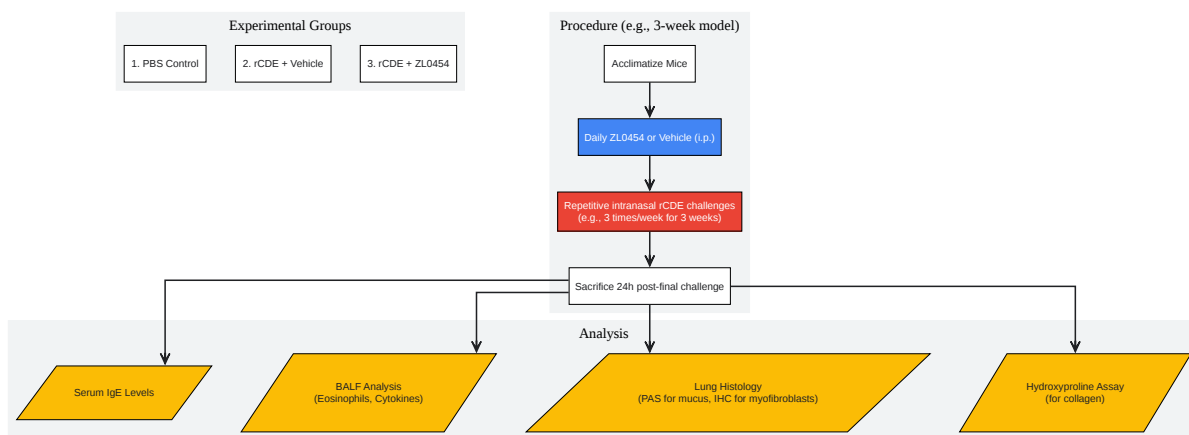 Experimental Groups
1. PBS Control
2. rCDE + Vehicle
3. rCDE + ZL0454
Procedure (e.g., 3-week model)
Acclimatize Mice
Daily ZL0454 or Vehicle (i.p.)
Repetitive intranasal rCDE challenges
(e.g., 3 times/week for 3 weeks)
Sacrifice 24h post-final challenge
Analysis
Serum IgE Levels
BALF Analysis
(Eosinophils, Cytokines)
Lung Histology
(PAS for mucus, IHC for myofibroblasts)
Hydroxyproline Assay
(for collagen)